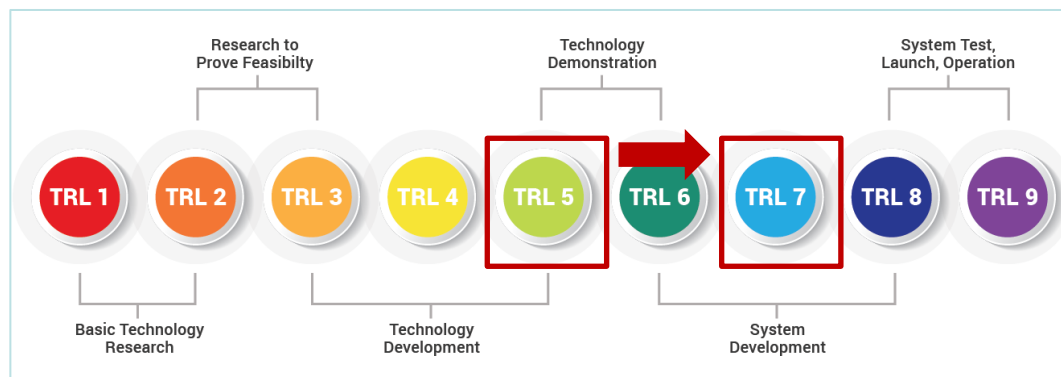 Research to
Prove Feasibilty
Technology
Demonstration
System Test,
Launch, Operation
TRL 1
TRL 2
TRL 3
TRL 4
TRL 5
TRL 6
TRL 7
TRL 8
TRL 9
Basic Technology
Research
Technology
Development
System
Development